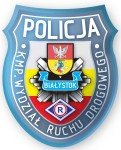 POLICJA
KMP WYDZIAŁ RUCHU DROGOWEGO
BIAŁYSTOK
R